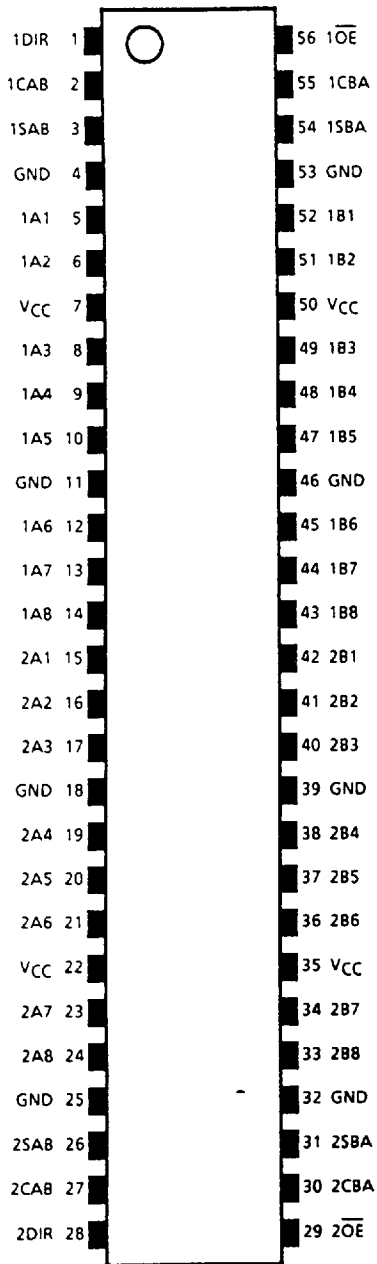 1DIR 1 56 1O̅E̅
1CAB 2 55 1CBA
1SAB 3 54 1SBA
GND 4 53 GND
1A1 5 52 1B1
1A2 6 51 1B2
VCC 7 50 VCC
1A3 8 49 1B3
1A4 9 48 1B4
1A5 10 47 1B5
GND 11 46 GND
1A6 12 45 1B6
1A7 13 44 1B7
1A8 14 43 1B8
2A1 15 42 2B1
2A2 16 41 2B2
2A3 17 40 2B3
GND 18 39 GND
2A4 19 38 2B4
2A5 20 37 2B5
2A6 21 36 2B6
VCC 22 35 VCC
2A7 23 34 2B7
2A8 24 33 2B8
GND 25 32 GND
2SAB 26 31 2SBA
2CAB 27 30 2CBA
2DIR 28 29 2O̅E̅